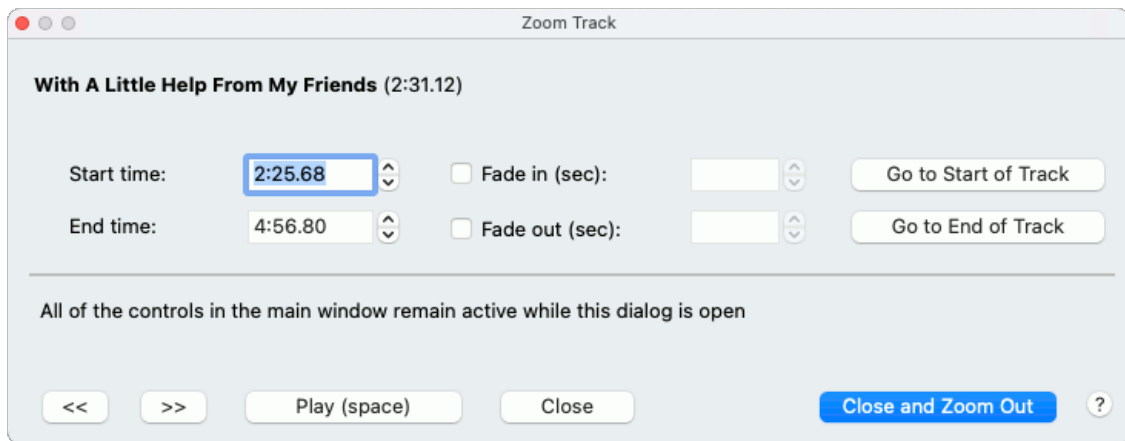 Zoom Track
With A Little Help From My Friends (2:31.12)
Start time: 2:25.68 Fade in (sec): Go to Start of Track
End time: 4:56.80 Fade out (sec): Go to End of Track
All of the controls in the main window remain active while this dialog is open
<< >> Play (space) Close Close and Zoom Out ?